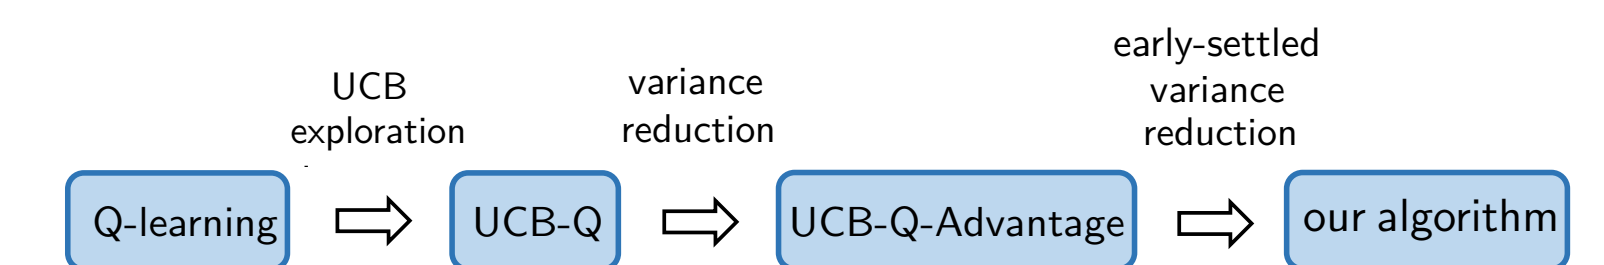 UCB
exploration
variance
reduction
early-settled
variance
reduction
Q-learning
UCB-Q
UCB-Q-Advantage
our algorithm